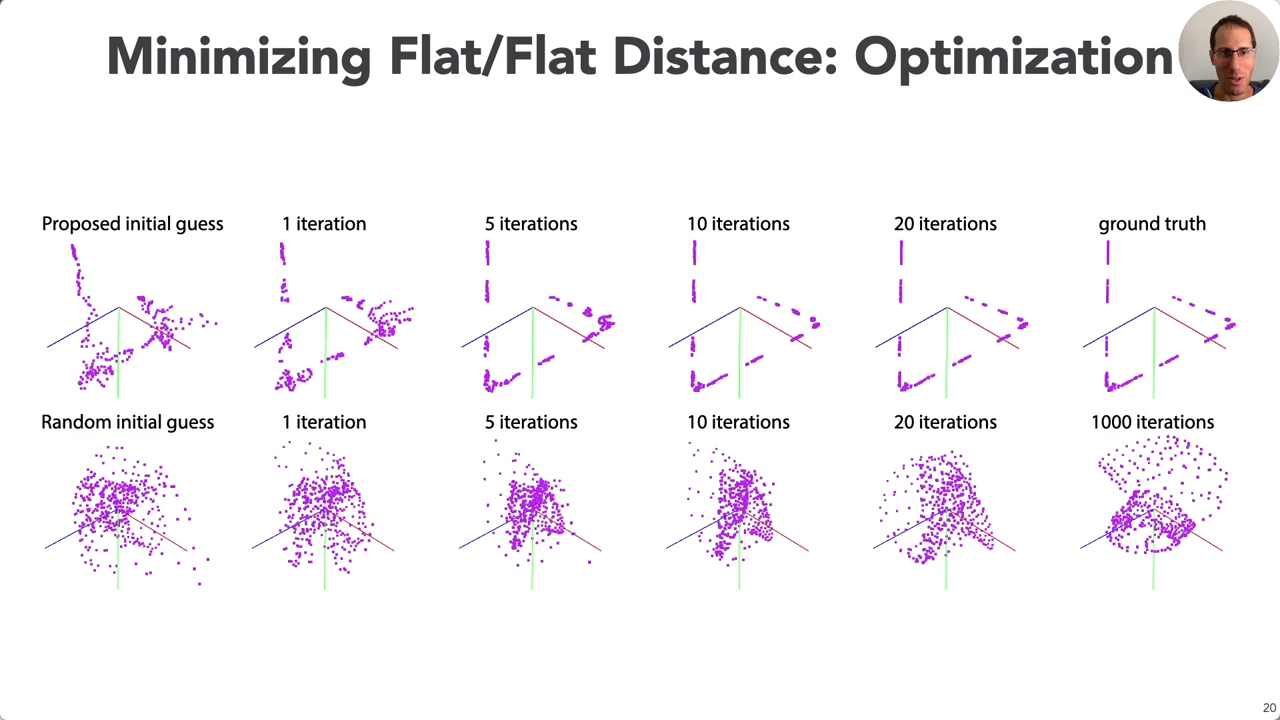 Minimizing Flat/Flat Distance: Optimization
Proposed initial guess 1 iteration 5 iterations 10 iterations 20 iterations ground truth
Random initial guess 1 iteration 5 iterations 10 iterations 20 iterations 1000 iterations
20